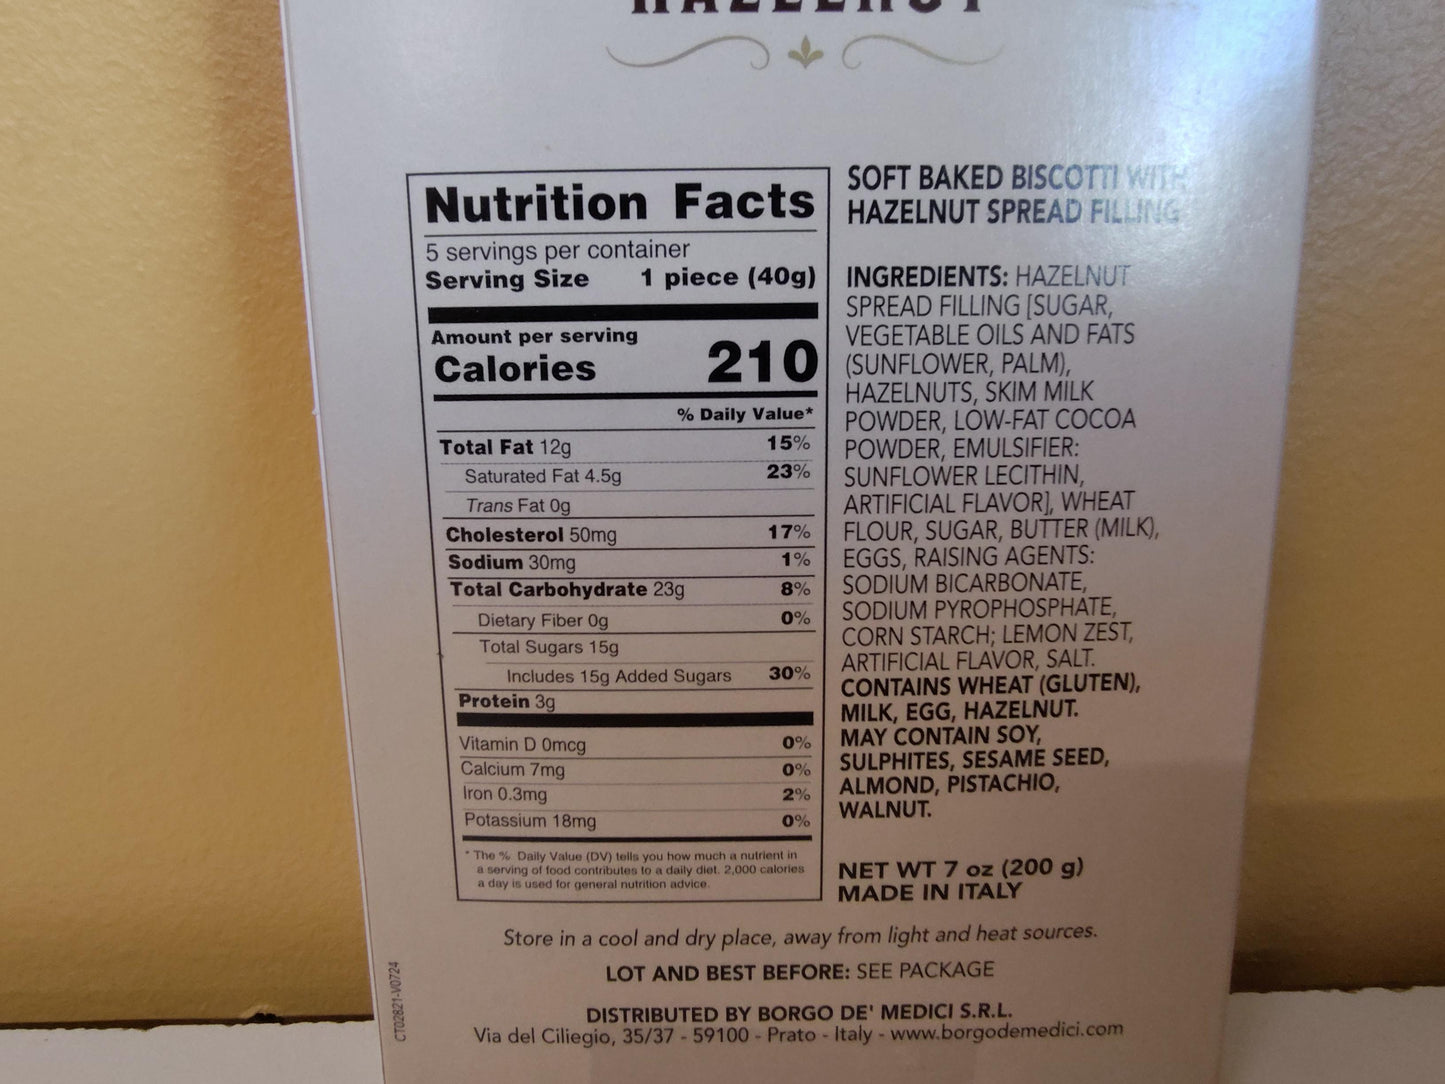 HAZELNUT
Nutrition Facts
5 servings per container
Serving Size 1 piece (40g)
Amount per serving
Calories 210
% Daily Value*
Total Fat 12g 15%
Saturated Fat 4.5g 23%
Trans Fat 0g
Cholesterol 50mg 17%
Sodium 30mg 1%
Total Carbohydrate 23g 8%
Dietary Fiber 0g 0%
Total Sugars 15g
Includes 15g Added Sugars 30%
Protein 3g
Vitamin D 0mcg 0%
Calcium 7mg 0%
Iron 0.3mg 2%
Potassium 18mg 0%
* The % Daily Value (DV) tells you how much a nutrient in
a serving of food contributes to a daily diet. 2,000 calories
a day is used for general nutrition advice.
SOFT BAKED BISCOTTI WITH
HAZELNUT SPREAD FILLING
INGREDIENTS: HAZELNUT
SPREAD FILLING [SUGAR,
VEGETABLE OILS AND FATS
(SUNFLOWER, PALM),
HAZELNUTS, SKIM MILK
POWDER, LOW-FAT COCOA
POWDER, EMULSIFIER:
SUNFLOWER LECITHIN,
ARTIFICIAL FLAVOR], WHEAT
FLOUR, SUGAR, BUTTER (MILK),
EGGS, RAISING AGENTS:
SODIUM BICARBONATE,
SODIUM PYROPHOSPHATE,
CORN STARCH; LEMON ZEST,
ARTIFICIAL FLAVOR, SALT.
CONTAINS WHEAT (GLUTEN),
MILK, EGG, HAZELNUT.
MAY CONTAIN SOY,
SULPHITES, SESAME SEED,
ALMOND, PISTACHIO,
WALNUT.
NET WT 7 oz (200 g)
MADE IN ITALY
Store in a cool and dry place, away from light and heat sources.
LOT AND BEST BEFORE: SEE PACKAGE
DISTRIBUTED BY BORGO DE' MEDICI S.R.L.
Via del Ciliegio, 35/37 - 59100 - Prato - Italy - www.borgodemedici.com
CT02821-V0724